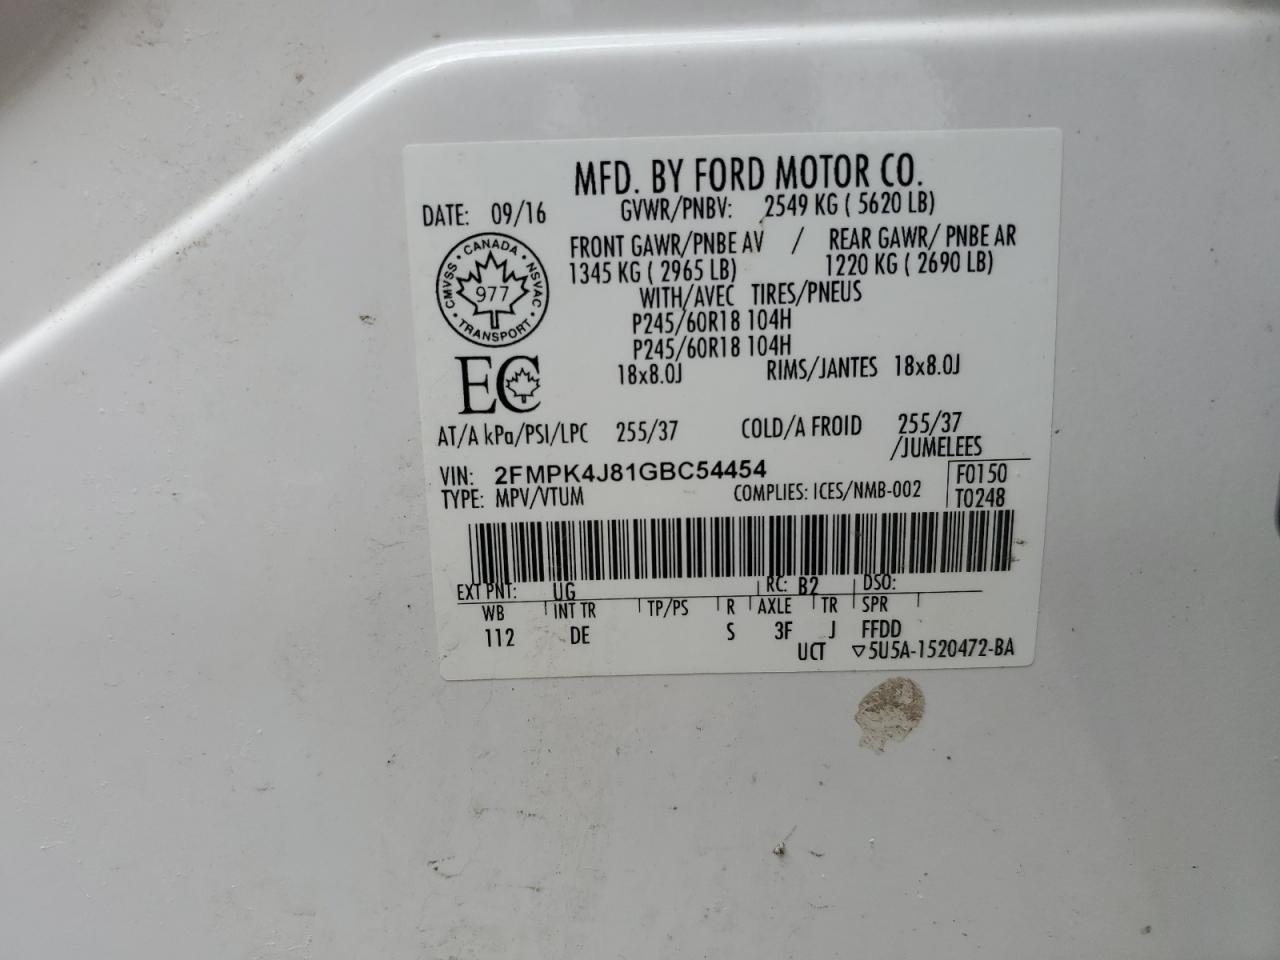 MFD. BY FORD MOTOR CO.
DATE: 09/16 GVWR/PNBV: 2549 KG ( 5620 LB)
FRONT GAWR/PNBE AV / REAR GAWR/ PNBE AR
1345 KG ( 2965 LB) 1220 KG ( 2690 LB)
WITH/AVEC TIRES/PNEUS
P245/60R18 104H
P245/60R18 104H
18x8.0J RIMS/JANTES 18x8.0J
CMVSS · CANADA · NSVAC · TRANSPORT ·
977
EC
AT/A kPa/PSI/LPC 255/37 COLD/A FROID 255/37
/JUMELEES
VIN: 2FMPK4J81GBC54454 F0150
TYPE: MPV/VTUM COMPLIES: ICES/NMB-002 T0248
EXT PNT: UG RC: B2 DSO:
WB INT TR TP/PS R AXLE TR SPR
112 DE S 3F J FFDD
UCT ▽5U5A-1520472-BA